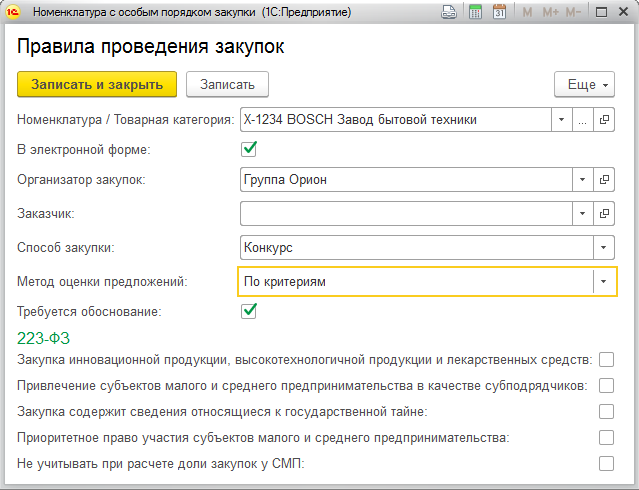 1С Номенклатура с особым порядком закупки (1С:Предприятие) 31 M M+ M-
Правила проведения закупок
Записать и закрыть Записать Еще
Номенклатура / Товарная категория: X-1234 BOSCH Завод бытовой техники ...
В электронной форме:
Организатор закупок: Группа Орион
Заказчик:
Способ закупки: Конкурс
Метод оценки предложений: По критериям
Требуется обоснование:
223-ФЗ
Закупка инновационной продукции, высокотехнологичной продукции и лекарственных средств:
Привлечение субъектов малого и среднего предпринимательства в качестве субподрядчиков:
Закупка содержит сведения относящиеся к государственной тайне:
Приоритетное право участия субъектов малого и среднего предпринимательства:
Не учитывать при расчете доли закупок у СМП: